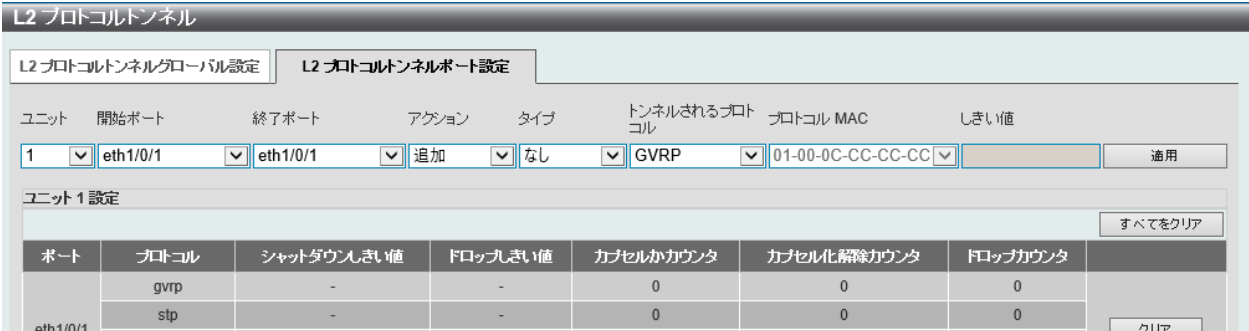 L2 プロトコルトンネル
L2 プロトコルトンネルグローバル設定 L2 プロトコルトンネルポート設定
ユニット 開始ポート 終了ポート アクション タイプ トンネルされるプロト
コル プロトコル MAC しきい値
1 eth1/0/1 eth1/0/1 追加 なし GVRP 01-00-0C-CC-CC-CC 適用
ユニット 1 設定
すべてをクリア
ポート プロトコル シャットダウンしきい値 ドロップしきい値 カプセルかカウンタ カプセル化解除カウンタ ドロップカウンタ
gvrp - - 0 0 0
stp - - 0 0 0
eth1/0/1 クリア